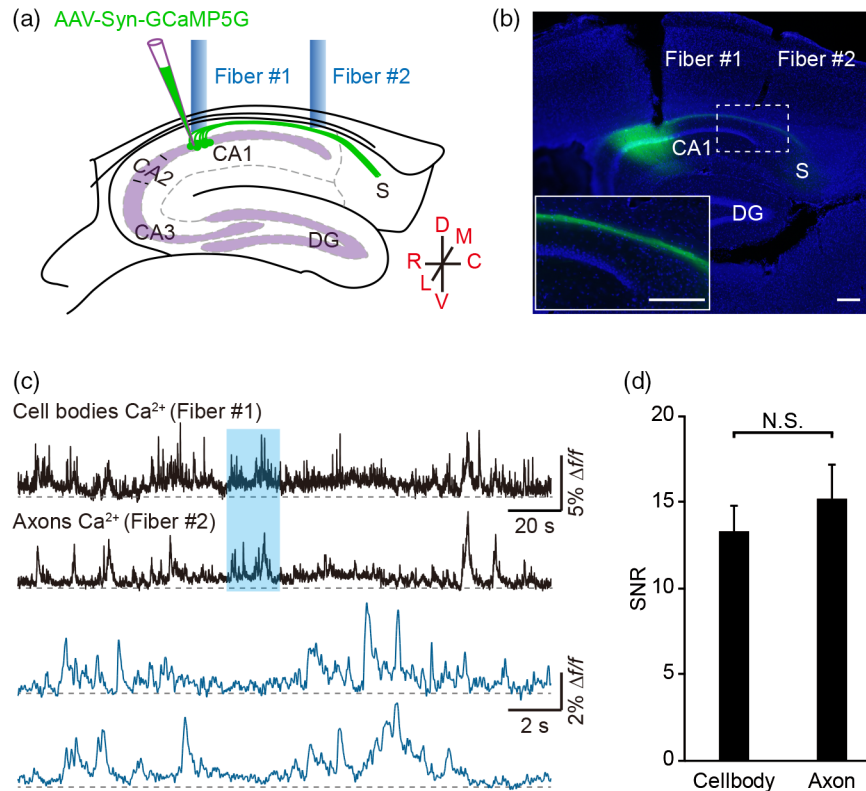 (a)
AAV-Syn-GCaMP5G
Fiber #1
Fiber #2
CA1
CA2
CA3
S
DG
D
M
R
C
L
V
(b)
Fiber #1
Fiber #2
CA1
S
DG
(c)
Cell bodies Ca²⁺ (Fiber #1)
5% Δf/f
20 s
Axons Ca²⁺ (Fiber #2)
2% Δf/f
2 s
(d)
20
N.S.
15
10
5
0
SNR
Cellbody
Axon